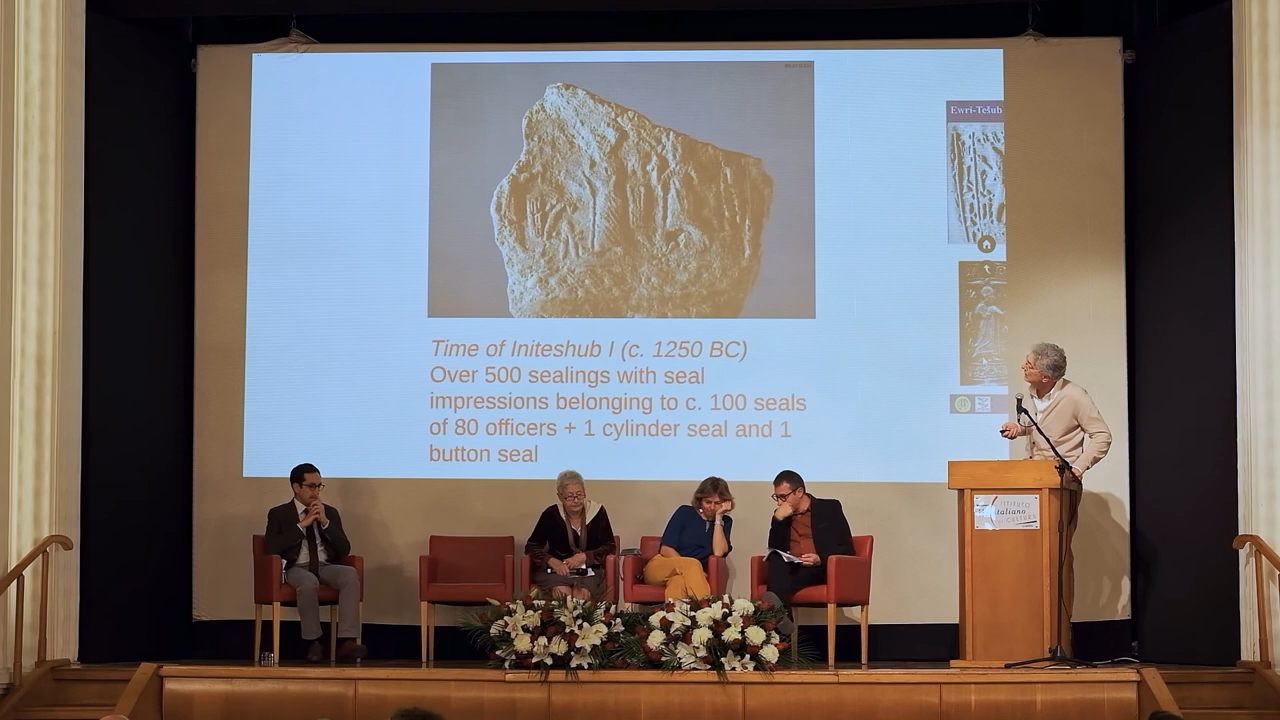 Ewri-Tešub
Time of Initeshub I (c. 1250 BC)
Over 500 sealings with seal
impressions belonging to c. 100 seals
of 80 officers + 1 cylinder seal and 1
button seal
ISTITUTO
italiano
CULTURA